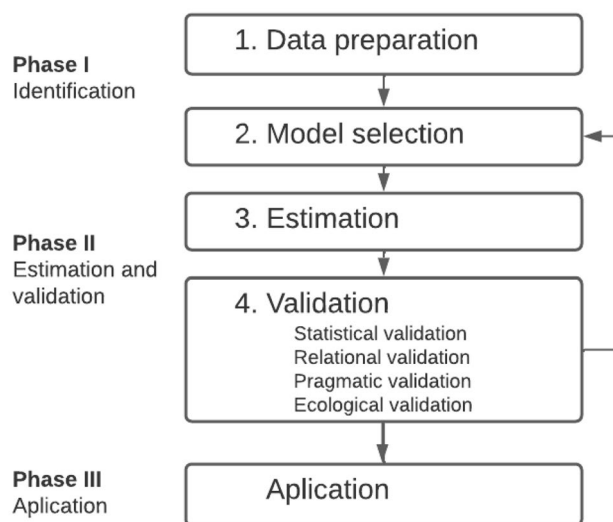 1. Data preparation
Phase I
Identification
2. Model selection
3. Estimation
Phase II
Estimation and
validation
4. Validation
Statistical validation
Relational validation
Pragmatic validation
Ecological validation
Phase III
Aplication
Aplication